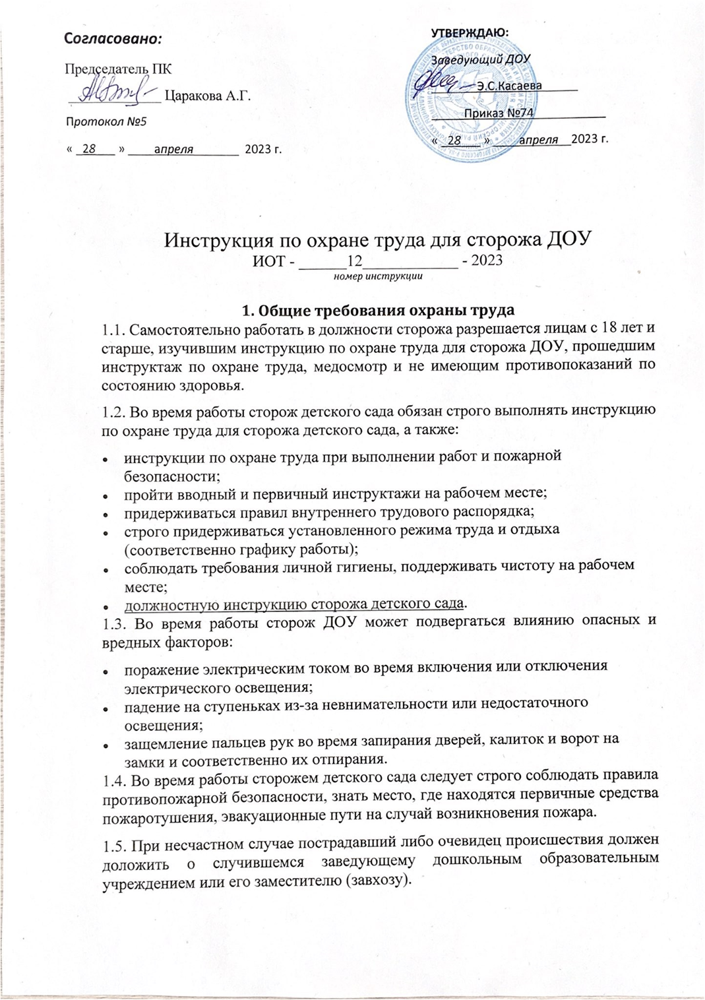 Согласовано:
Председатель ПК
____________ Царакова А.Г.
Протокол №5
« _28___ » ____апреля_______ 2023 г.
УТВЕРЖДАЮ:
Заведующий ДОУ
_______Э.С.Касаева______
_____Приказ №74___________
« _28___ » ____апреля__2023 г.
Инструкция по охране труда для сторожа ДОУ
ИОТ - ______12____________ - 2023
номер инструкции
1. Общие требования охраны труда
1.1. Самостоятельно работать в должности сторожа разрешается лицам с 18 лет и
старше, изучившим инструкцию по охране труда для сторожа ДОУ, прошедшим
инструктаж по охране труда, медосмотр и не имеющим противопоказаний по
состоянию здоровья.
1.2. Во время работы сторож детского сада обязан строго выполнять инструкцию
по охране труда для сторожа детского сада, а также:
• инструкции по охране труда при выполнении работ и пожарной
безопасности;
• пройти вводный и первичный инструктажи на рабочем месте;
• придерживаться правил внутреннего трудового распорядка;
• строго придерживаться установленного режима труда и отдыха
(соответственно графику работы);
• соблюдать требования личной гигиены, поддерживать чистоту на рабочем
месте;
• должностную инструкцию сторожа детского сада.
1.3. Во время работы сторож ДОУ может подвергаться влиянию опасных и
вредных факторов:
• поражение электрическим током во время включения или отключения
электрического освещения;
• падение на ступеньках из-за невнимательности или недостаточного
освещения;
• защемление пальцев рук во время запирания дверей, калиток и ворот на
замки и соответственно их отпирания.
1.4. Во время работы сторожем детского сада следует строго соблюдать правила
противопожарной безопасности, знать место, где находятся первичные средства
пожаротушения, эвакуационные пути на случай возникновения пожара.
1.5. При несчастном случае пострадавший либо очевидец происшествия должен
доложить о случившемся заведующему дошкольным образовательным
учреждением или его заместителю (завхозу).